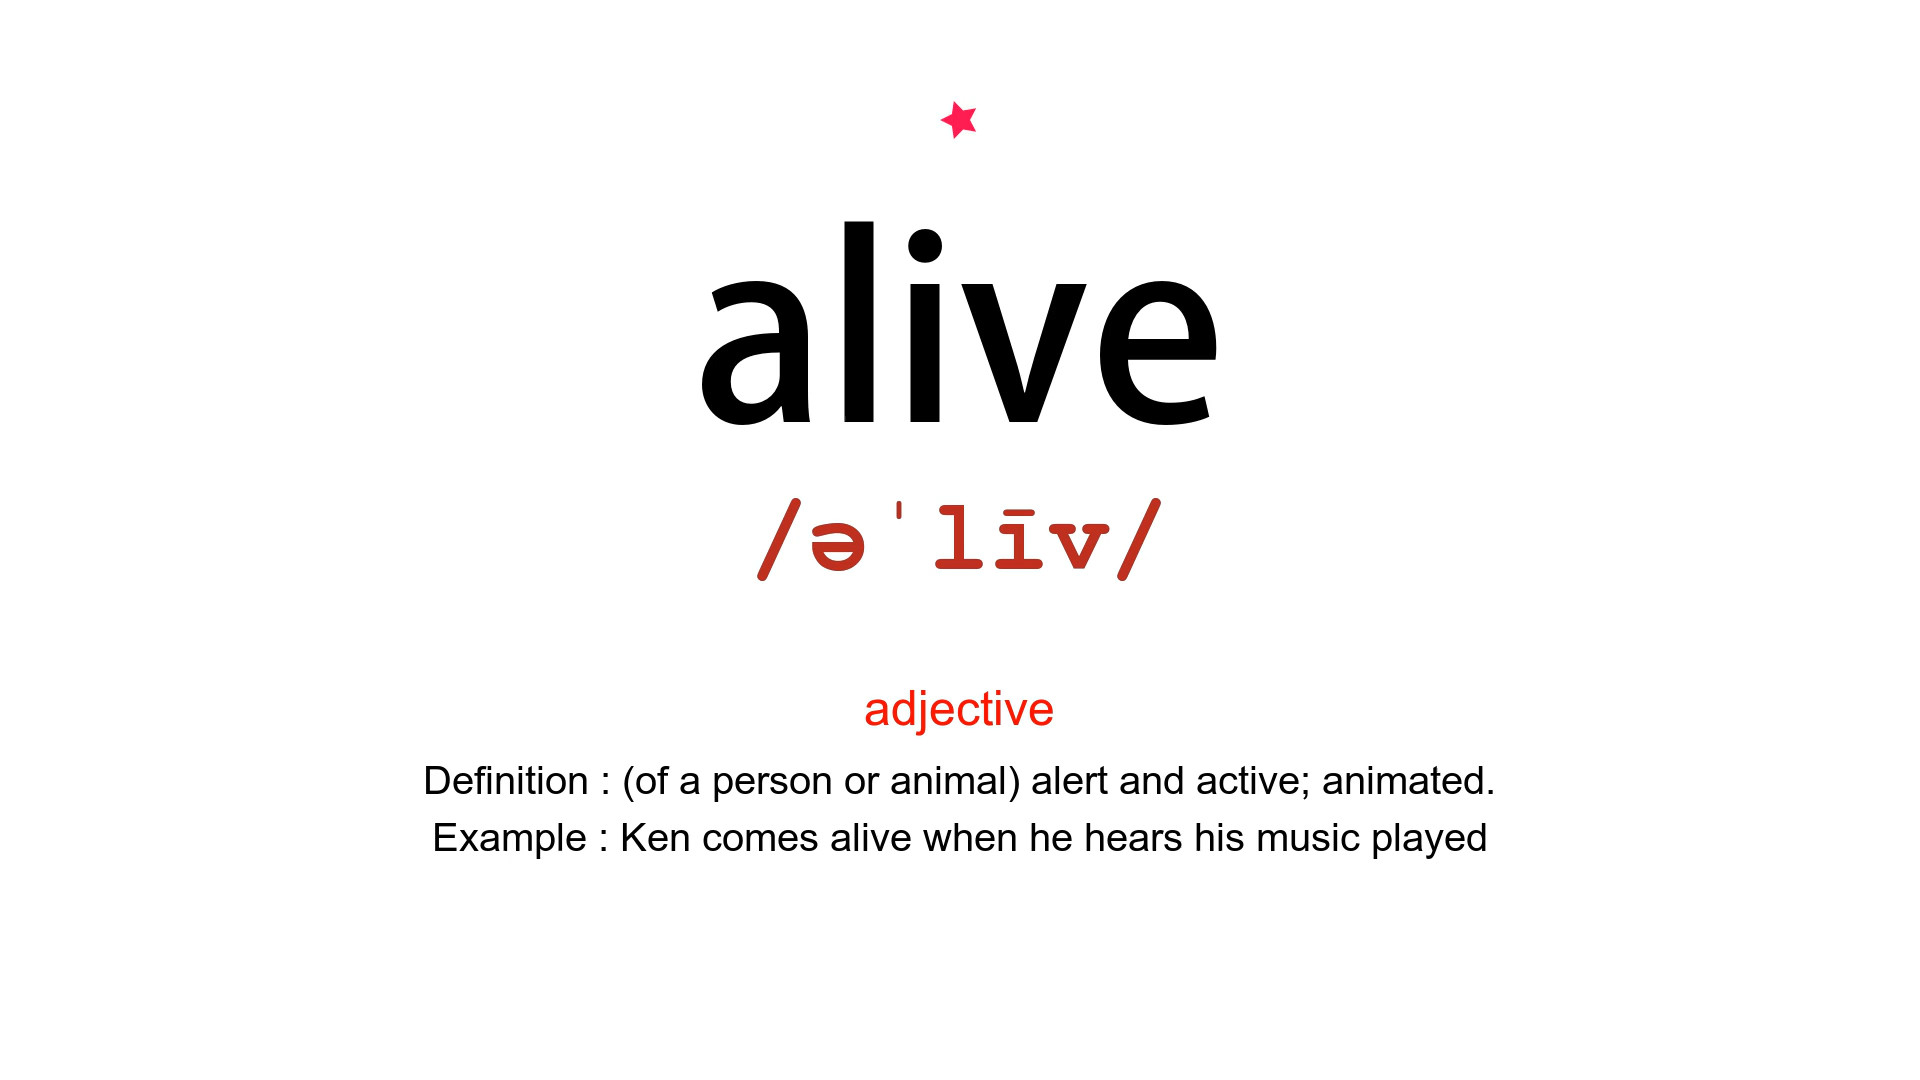 alive
/əˈlīv/
adjective
Definition : (of a person or animal) alert and active; animated.
Example : Ken comes alive when he hears his music played